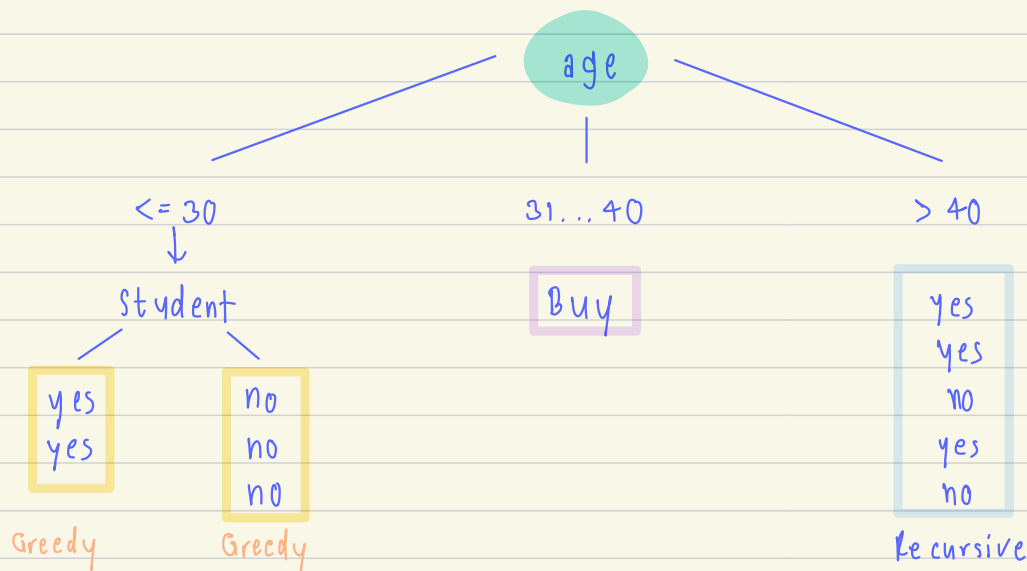 age
<= 30
31...40
> 40
Student
Buy
yes
yes
no
no
no
yes
yes
no
yes
no
Greedy
Greedy
Recursive